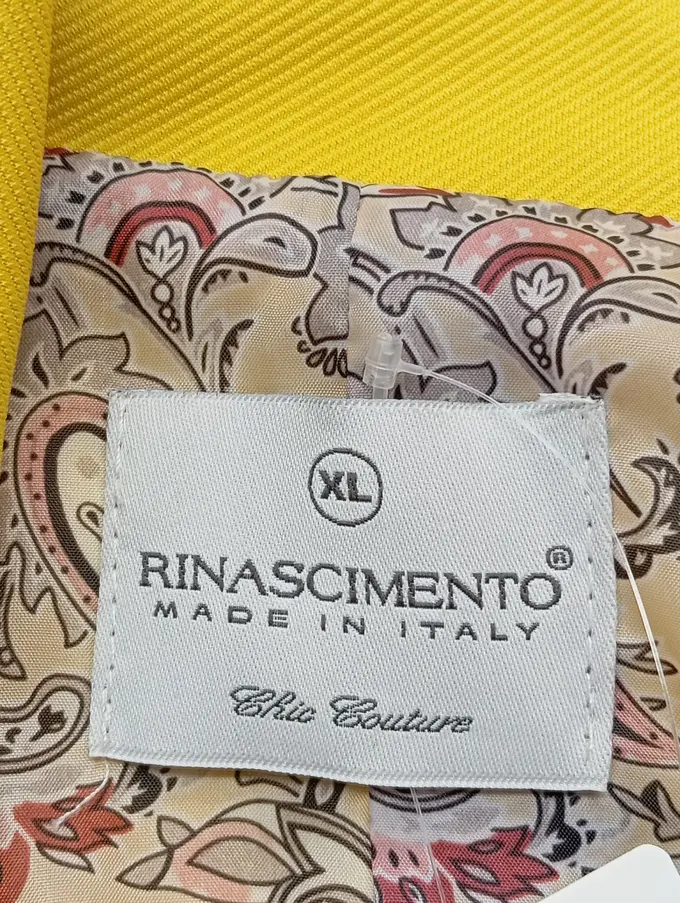 XL
RINASCIMENTO®
MADE IN ITALY
Chic Couture